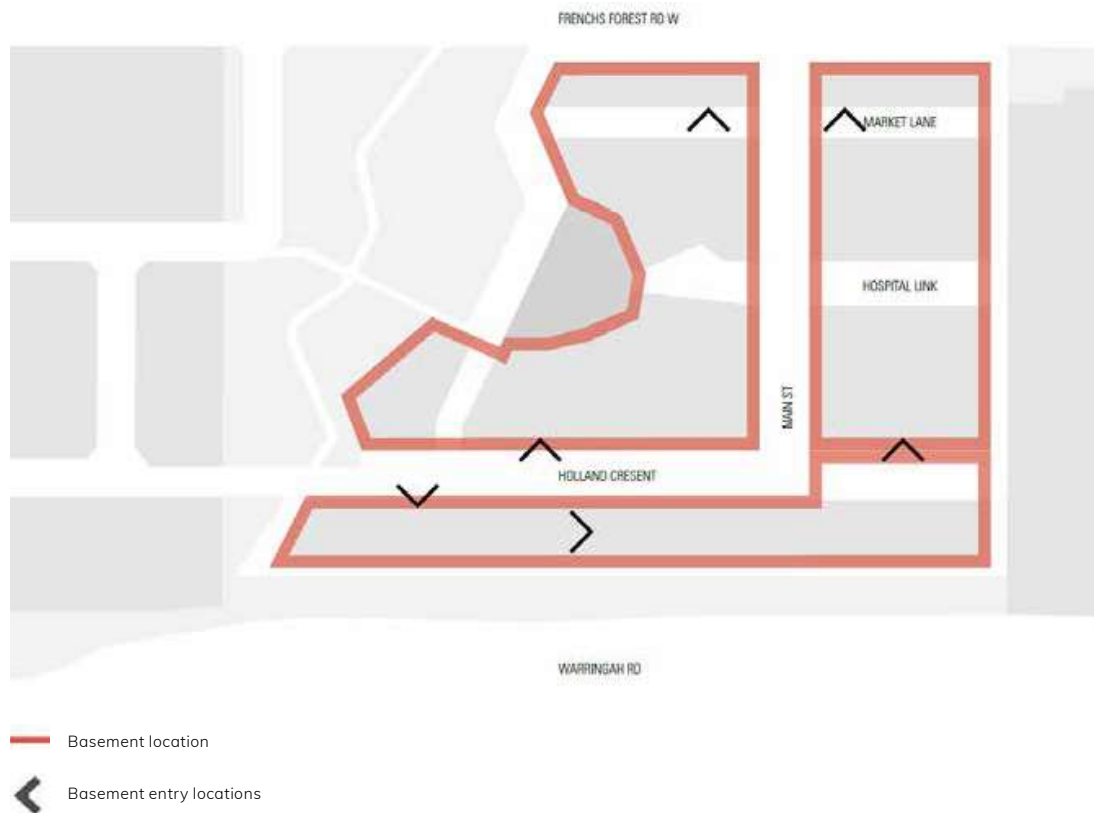 FRENCHS FOREST RD W
MARKET LANE
HOSPITAL LINK
MAIN ST
HOLLAND CRESENT
WARRINGAH RD
Basement location
Basement entry locations